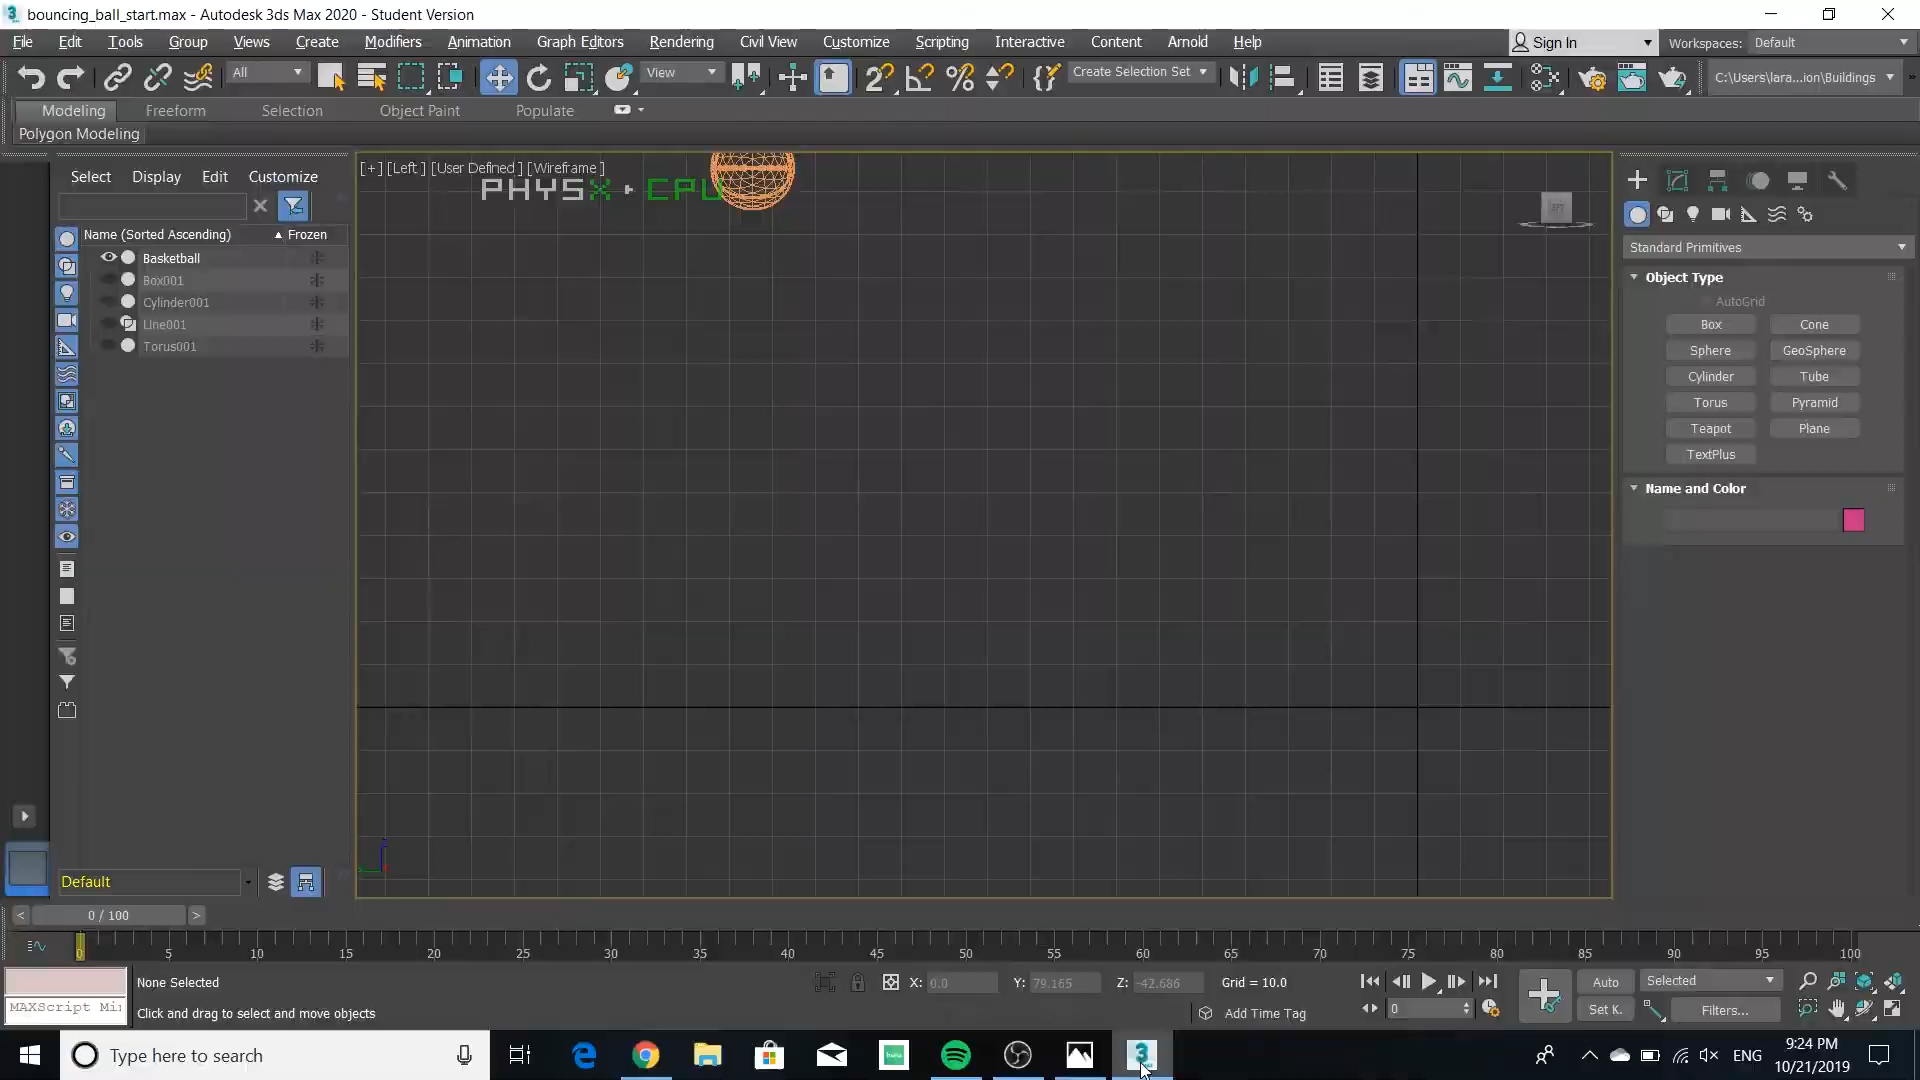 bouncing_ball_start.max - Autodesk 3ds Max 2020 - Student Version
File Edit Tools Group Views Create Modifiers Animation Graph Editors Rendering Civil View Customize Scripting Interactive Content Arnold Help
Sign In
Workspaces: Default
All
View
Create Selection Set
C:\Users\lara...ion\Buildings
Modeling Freeform Selection Object Paint Populate
Polygon Modeling
Select Display Edit Customize
Name (Sorted Ascending) Frozen
Basketball
Box001
Cylinder001
Line001
Torus001
Default
[+] [Left] [User Defined] [Wireframe]
PHYSX CPU
Standard Primitives
Object Type
AutoGrid
Box Cone
Sphere GeoSphere
Cylinder Tube
Torus Pyramid
Teapot Plane
TextPlus
Name and Color
0 / 100
0 5 10 15 20 25 30 35 40 45 50 55 60 65 70 75 80 85 90 95 100
None Selected
X: 0.0 Y: 79.165 Z: -42.686 Grid = 10.0
Auto Selected
MAXScript Mi
Click and drag to select and move objects
Add Time Tag
0
Set K. Filters...
Type here to search
hulu
3
ENG
9:24 PM
10/21/2019